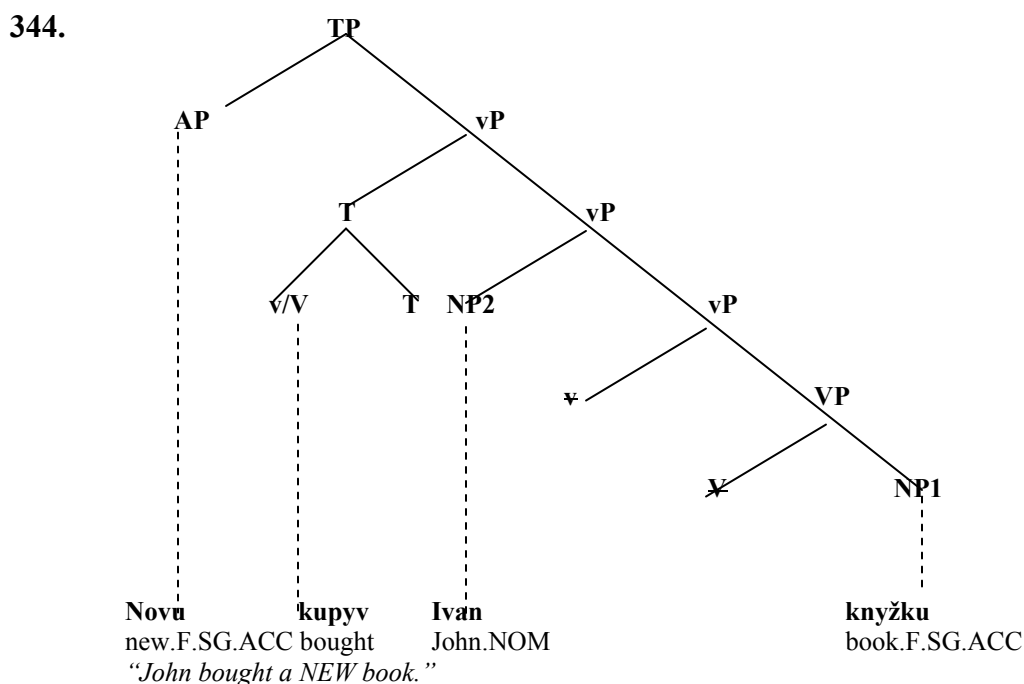 344.
TP
AP vP
T vP
v/V T NP2 vP
v VP
V NP1
Novu kupyv Ivan knyžku
new.F.SG.ACC bought John.NOM book.F.SG.ACC
“John bought a NEW book.”